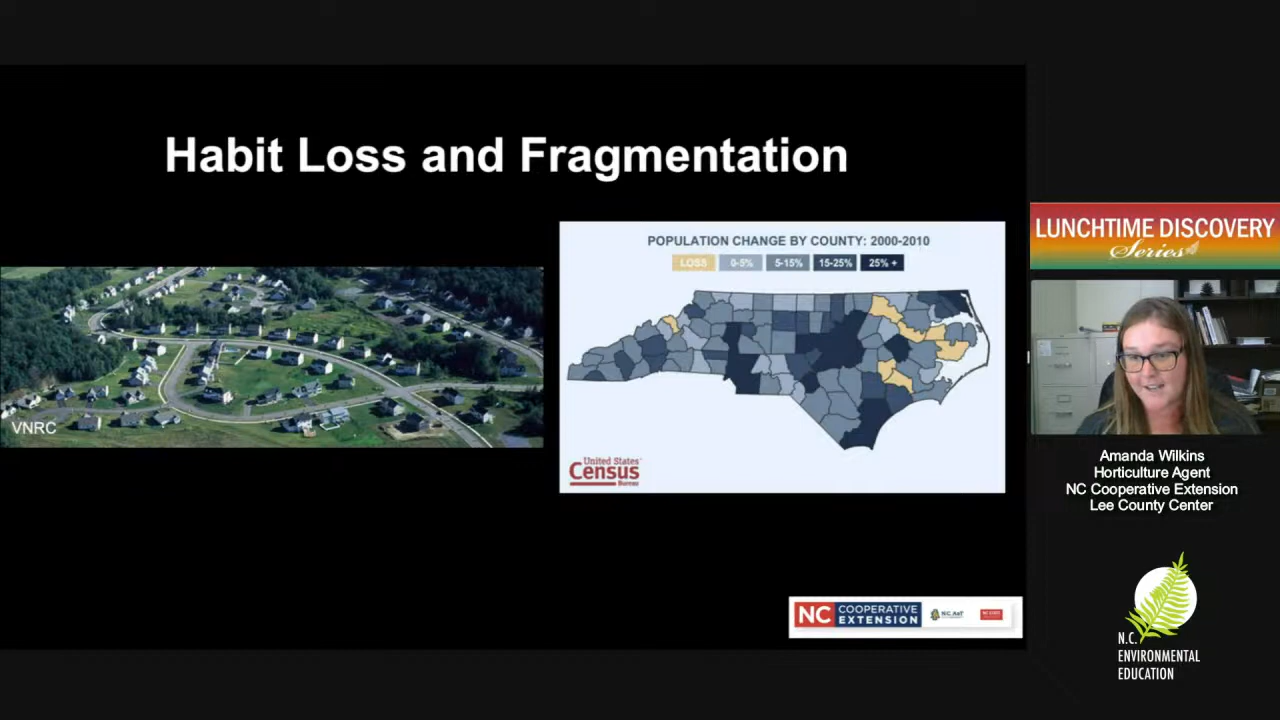 Habit Loss and Fragmentation
VNRC
POPULATION CHANGE BY COUNTY: 2000-2010
LOSS 0-5% 5-15% 15-25% 25% +
United States
Census
Bureau
NC COOPERATIVE
EXTENSION
LUNCHTIME DISCOVERY
Series
Amanda Wilkins
Horticulture Agent
NC Cooperative Extension
Lee County Center
N.C.
ENVIRONMENTAL
EDUCATION